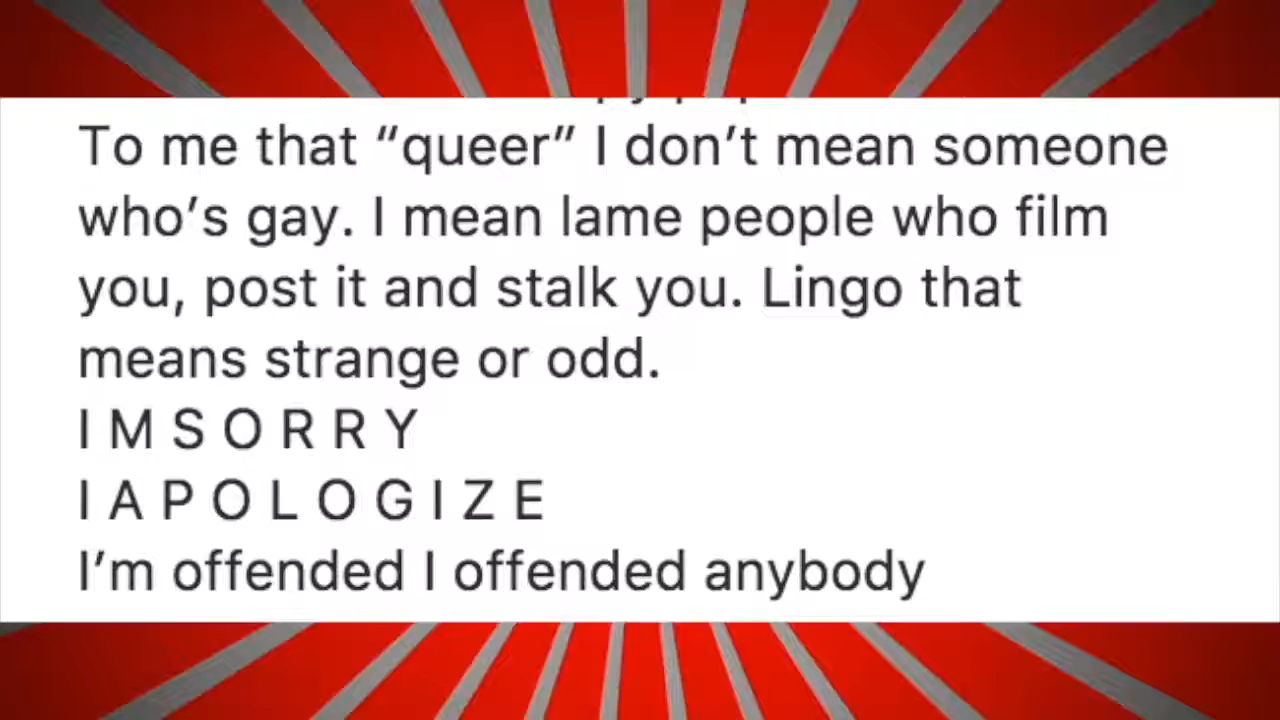 To me that “queer” I don’t mean someone
who’s gay. I mean lame people who film
you, post it and stalk you. Lingo that
means strange or odd.
I M S O R R Y
I A P O L O G I Z E
I’m offended I offended anybody